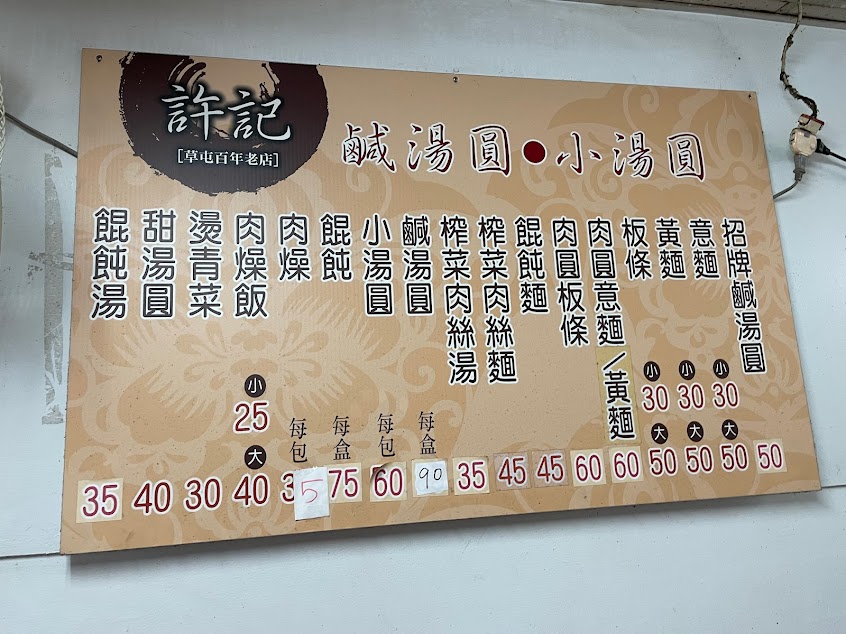 許記
[草屯百年老店]
鹹湯圓●小湯圓
招牌鹹湯圓 50
意麵 小 30 大 50
黃麵 小 30 大 50
板條 小 30 大 50
肉圓意麵/黃麵 60
肉圓板條 60
餛飩麵 45
榨菜肉絲麵 45
榨菜肉絲湯 35
鹹湯圓 每盒 90
小湯圓 每包 60
餛飩 每盒 75
肉燥 每包 35
肉燥飯 小 25 大 40
燙青菜 30
甜湯圓 40
餛飩湯 35